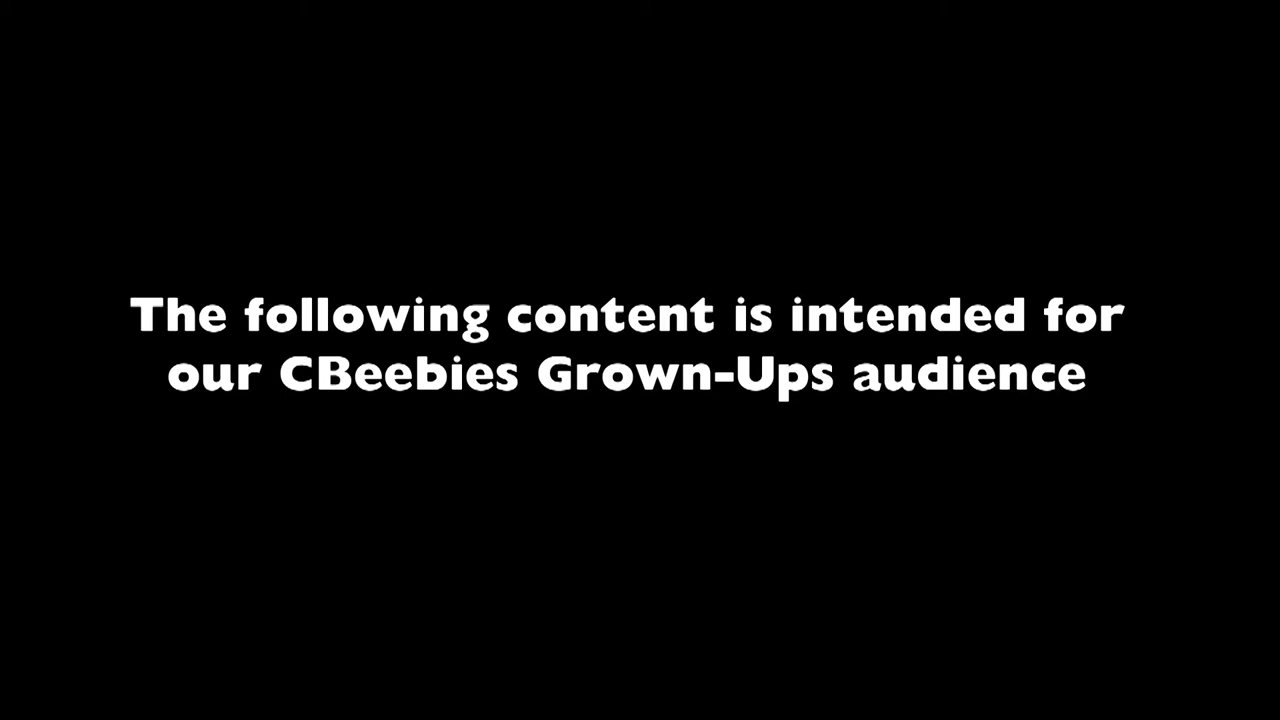 The following content is intended for
our CBeebies Grown-Ups audience